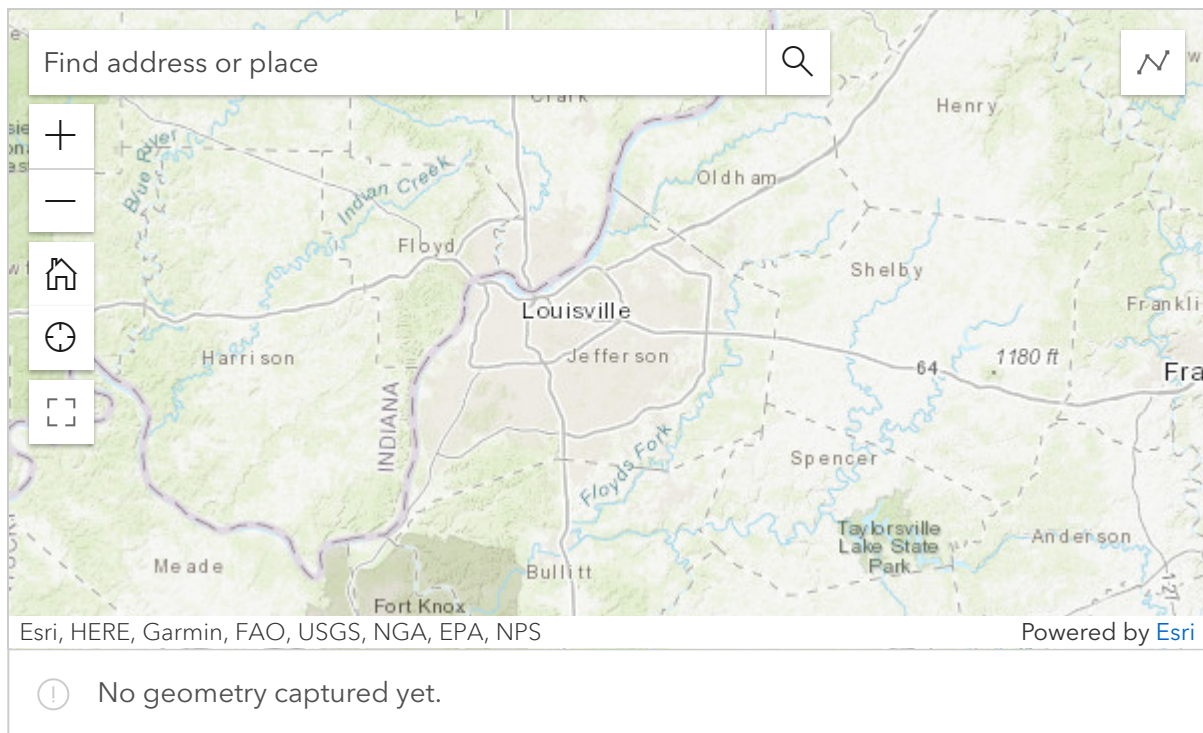 Find address or place
Clark
Henry
Blue River
Indian Creek
Oldham
Floyd
Shelby
Louisville
Frankli
Harrison
Jefferson
1180 ft
64
Fra
INDIANA
Floyds Fork
Spencer
Taylorsville
Lake State
Park
Anderson
Meade
Bullitt
127
Fort Knox
Esri, HERE, Garmin, FAO, USGS, NGA, EPA, NPS
Powered by Esri
No geometry captured yet.